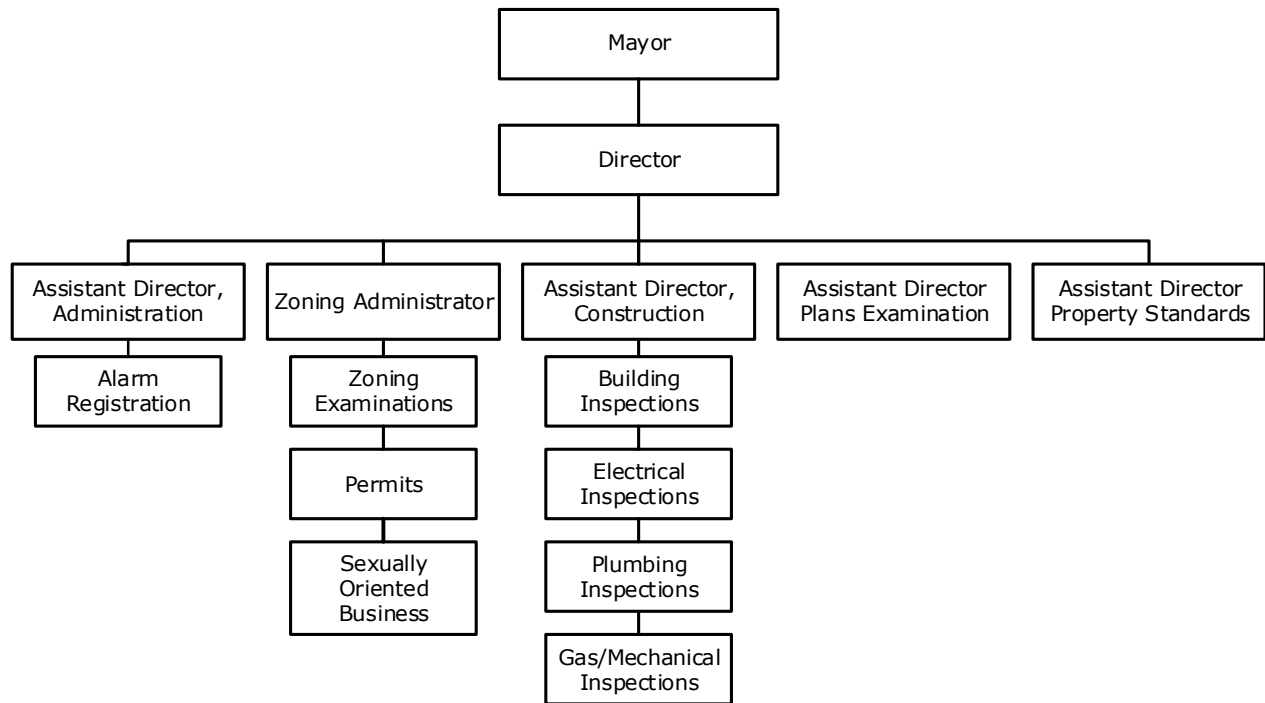 Mayor
Director
Assistant Director,
Administration
Zoning Administrator
Assistant Director,
Construction
Assistant Director
Plans Examination
Assistant Director
Property Standards
Alarm
Registration
Zoning
Examinations
Building
Inspections
Permits
Electrical
Inspections
Sexually
Oriented
Business
Plumbing
Inspections
Gas/Mechanical
Inspections